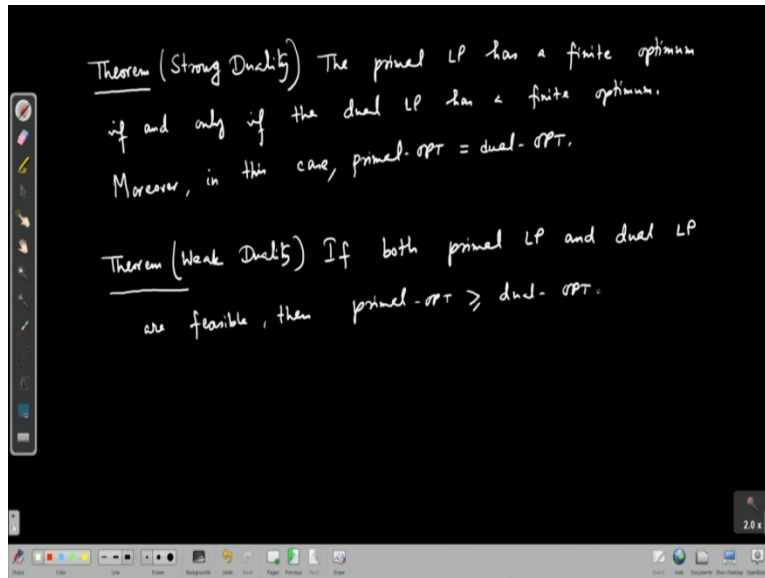 Theorem (Strong Duality) The primal LP has a finite optimum
if and only if the dual LP has a finite optimum.
Moreover, in this case, primal-OPT = dual-OPT.
Theorem (Weak Duality) If both primal LP and dual LP
are feasible, then primal-OPT ≥ dual-OPT.
2.0 x